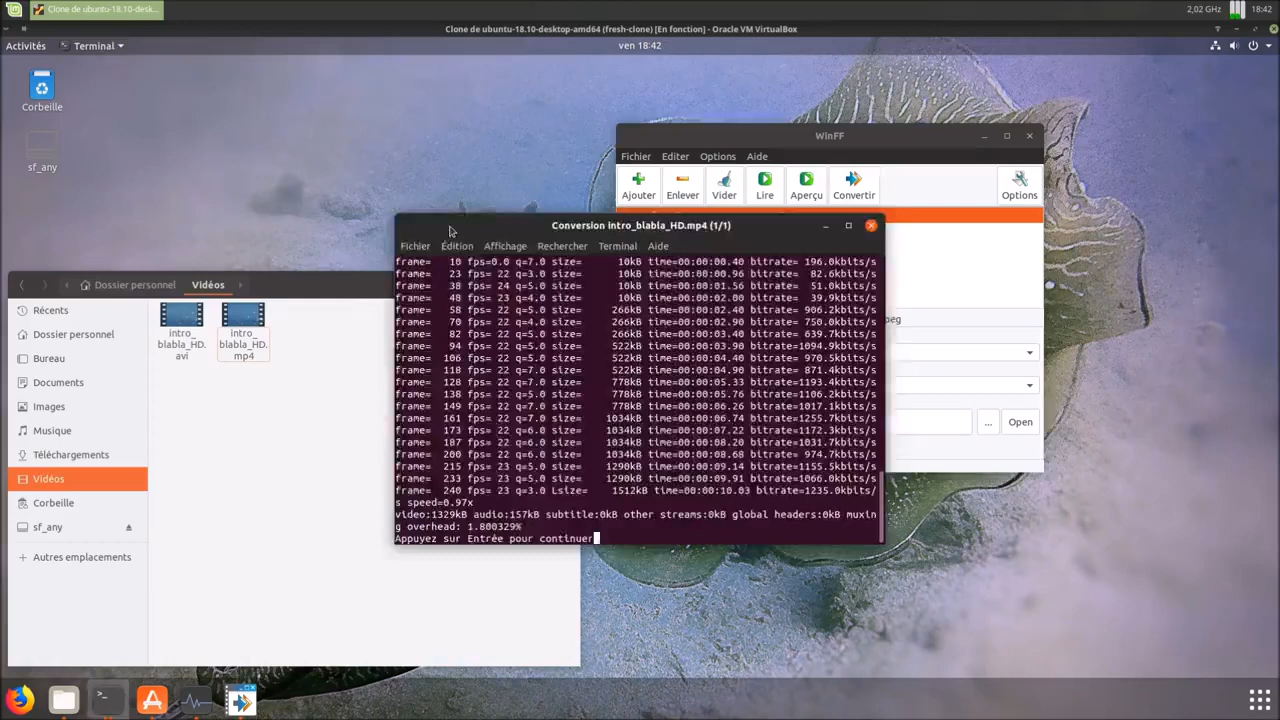 Clone de ubuntu-18.10-desk...
2,02 GHz
18:42
Clone de ubuntu-18.10-desktop-amd64 (fresh-clone) [En fonction] - Oracle VM VirtualBox
Activités
Terminal
ven 18:42
Corbeille
sf_any
WinFF
Fichier Editer Options Aide
Ajouter Enlever Vider Lire Aperçu Convertir Options
peg
... Open
Dossier personnel Vidéos
Récents
Dossier personnel
Bureau
Documents
Images
Musique
Téléchargements
Vidéos
Corbeille
sf_any
Autres emplacements
intro_
blabla_HD.
avi
intro_
blabla_HD.
mp4
Conversion intro_blabla_HD.mp4 (1/1)
Fichier Édition Affichage Rechercher Terminal Aide
frame= 10 fps=0.0 q=7.0 size= 10kB time=00:00:00.40 bitrate= 196.0kbits/s
frame= 23 fps= 22 q=3.0 size= 10kB time=00:00:00.96 bitrate= 82.6kbits/s
frame= 38 fps= 24 q=5.0 size= 10kB time=00:00:01.56 bitrate= 51.0kbits/s
frame= 48 fps= 23 q=4.0 size= 10kB time=00:00:02.00 bitrate= 39.9kbits/s
frame= 58 fps= 22 q=5.0 size= 266kB time=00:00:02.40 bitrate= 906.2kbits/s
frame= 70 fps= 22 q=4.0 size= 266kB time=00:00:02.90 bitrate= 750.0kbits/s
frame= 82 fps= 22 q=5.0 size= 266kB time=00:00:03.40 bitrate= 639.7kbits/s
frame= 94 fps= 22 q=5.0 size= 522kB time=00:00:03.90 bitrate=1094.9kbits/s
frame= 106 fps= 22 q=5.0 size= 522kB time=00:00:04.40 bitrate= 970.5kbits/s
frame= 118 fps= 22 q=7.0 size= 522kB time=00:00:04.90 bitrate= 871.4kbits/s
frame= 128 fps= 22 q=7.0 size= 778kB time=00:00:05.33 bitrate=1193.4kbits/s
frame= 138 fps= 22 q=5.0 size= 778kB time=00:00:05.76 bitrate=1106.2kbits/s
frame= 149 fps= 22 q=7.0 size= 778kB time=00:00:06.26 bitrate=1017.1kbits/s
frame= 161 fps= 22 q=7.0 size= 1034kB time=00:00:06.74 bitrate=1255.7kbits/s
frame= 173 fps= 22 q=6.0 size= 1034kB time=00:00:07.22 bitrate=1172.3kbits/s
frame= 187 fps= 22 q=6.0 size= 1034kB time=00:00:08.20 bitrate=1031.7kbits/s
frame= 200 fps= 22 q=6.0 size= 1034kB time=00:00:08.68 bitrate= 974.7kbits/s
frame= 215 fps= 23 q=5.0 size= 1290kB time=00:00:09.14 bitrate=1155.5kbits/s
frame= 233 fps= 23 q=5.0 size= 1290kB time=00:00:09.91 bitrate=1066.0kbits/s
frame= 240 fps= 23 q=3.0 Lsize= 1512kB time=00:00:10.03 bitrate=1235.0kbits/
s speed=0.97x
video:1329kB audio:157kB subtitle:0kB other streams:0kB global headers:0kB muxin
g overhead: 1.800329%
Appuyez sur Entrée pour continuer